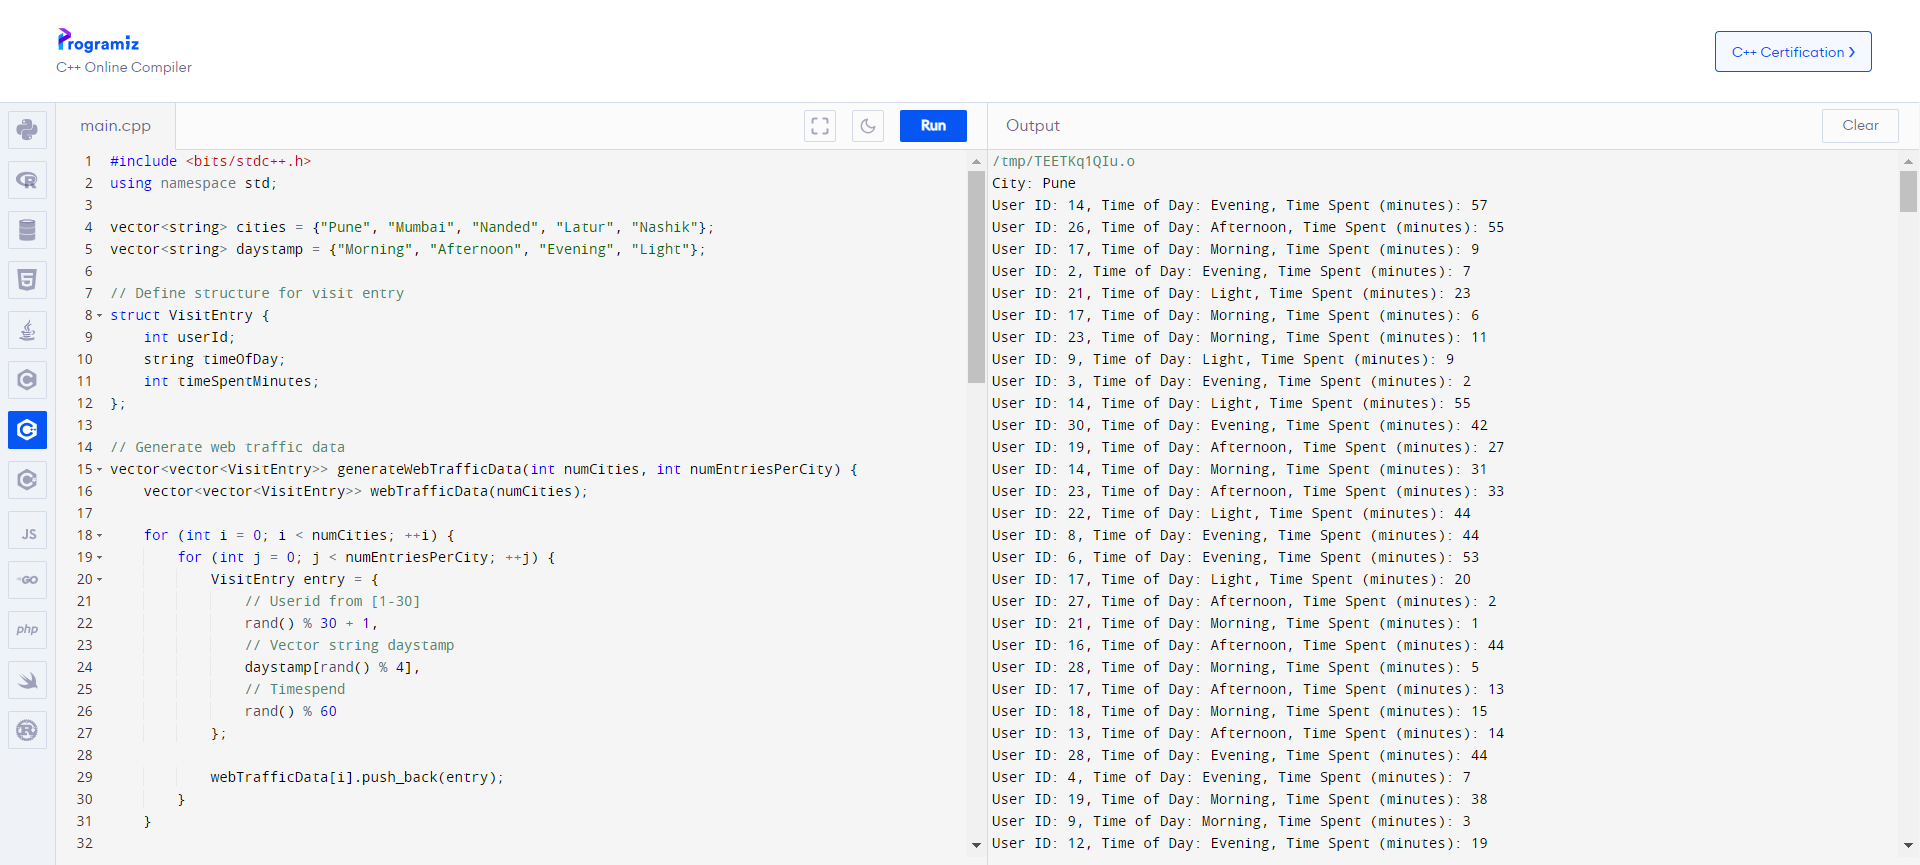 Programiz
C++ Online Compiler
C++ Certification
main.cpp
Run
Output
Clear
JS
GO
php
1 #include <bits/stdc++.h>
2 using namespace std;
3
4 vector<string> cities = {"Pune", "Mumbai", "Nanded", "Latur", "Nashik"};
5 vector<string> daystamp = {"Morning", "Afternoon", "Evening", "Light"};
6
7 // Define structure for visit entry
8 struct VisitEntry {
9 int userId;
10 string timeOfDay;
11 int timeSpentMinutes;
12 };
13
14 // Generate web traffic data
15 vector<vector<VisitEntry>> generateWebTrafficData(int numCities, int numEntriesPerCity) {
16 vector<vector<VisitEntry>> webTrafficData(numCities);
17
18 for (int i = 0; i < numCities; ++i) {
19 for (int j = 0; j < numEntriesPerCity; ++j) {
20 VisitEntry entry = {
21 // Userid from [1-30]
22 rand() % 30 + 1,
23 // Vector string daystamp
24 daystamp[rand() % 4],
25 // Timespend
26 rand() % 60
27 };
28
29 webTrafficData[i].push_back(entry);
30 }
31 }
32
/tmp/TEETKq1QIu.o
City: Pune
User ID: 14, Time of Day: Evening, Time Spent (minutes): 57
User ID: 26, Time of Day: Afternoon, Time Spent (minutes): 55
User ID: 17, Time of Day: Morning, Time Spent (minutes): 9
User ID: 2, Time of Day: Evening, Time Spent (minutes): 7
User ID: 21, Time of Day: Light, Time Spent (minutes): 23
User ID: 17, Time of Day: Morning, Time Spent (minutes): 6
User ID: 23, Time of Day: Morning, Time Spent (minutes): 11
User ID: 9, Time of Day: Light, Time Spent (minutes): 9
User ID: 3, Time of Day: Evening, Time Spent (minutes): 2
User ID: 14, Time of Day: Light, Time Spent (minutes): 55
User ID: 30, Time of Day: Evening, Time Spent (minutes): 42
User ID: 19, Time of Day: Afternoon, Time Spent (minutes): 27
User ID: 14, Time of Day: Morning, Time Spent (minutes): 31
User ID: 23, Time of Day: Afternoon, Time Spent (minutes): 33
User ID: 22, Time of Day: Light, Time Spent (minutes): 44
User ID: 8, Time of Day: Evening, Time Spent (minutes): 44
User ID: 6, Time of Day: Evening, Time Spent (minutes): 53
User ID: 17, Time of Day: Light, Time Spent (minutes): 20
User ID: 27, Time of Day: Afternoon, Time Spent (minutes): 2
User ID: 21, Time of Day: Morning, Time Spent (minutes): 1
User ID: 16, Time of Day: Afternoon, Time Spent (minutes): 44
User ID: 28, Time of Day: Morning, Time Spent (minutes): 5
User ID: 17, Time of Day: Afternoon, Time Spent (minutes): 13
User ID: 18, Time of Day: Morning, Time Spent (minutes): 15
User ID: 13, Time of Day: Afternoon, Time Spent (minutes): 14
User ID: 28, Time of Day: Evening, Time Spent (minutes): 44
User ID: 4, Time of Day: Evening, Time Spent (minutes): 7
User ID: 19, Time of Day: Morning, Time Spent (minutes): 38
User ID: 9, Time of Day: Morning, Time Spent (minutes): 3
User ID: 12, Time of Day: Evening, Time Spent (minutes): 19